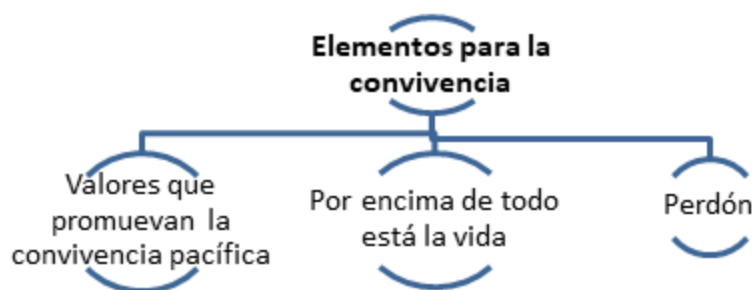 Elementos para la
convivencia
Valores que
promuevan la
convivencia pacífica
Por encima de todo
está la vida
Perdón